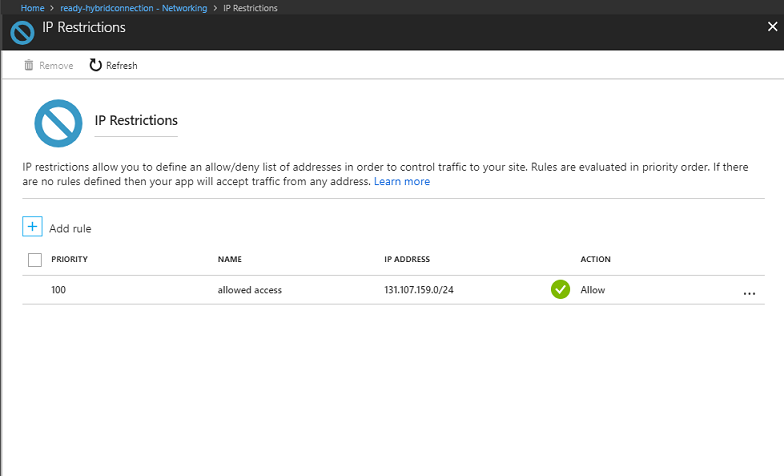 Home > ready-hybridconnection - Networking > IP Restrictions
IP Restrictions
Remove Refresh
IP Restrictions
IP restrictions allow you to define an allow/deny list of addresses in order to control traffic to your site. Rules are evaluated in priority order. If there
are no rules defined then your app will accept traffic from any address. Learn more
Add rule
PRIORITY NAME IP ADDRESS ACTION
100 allowed access 131.107.159.0/24 Allow ...